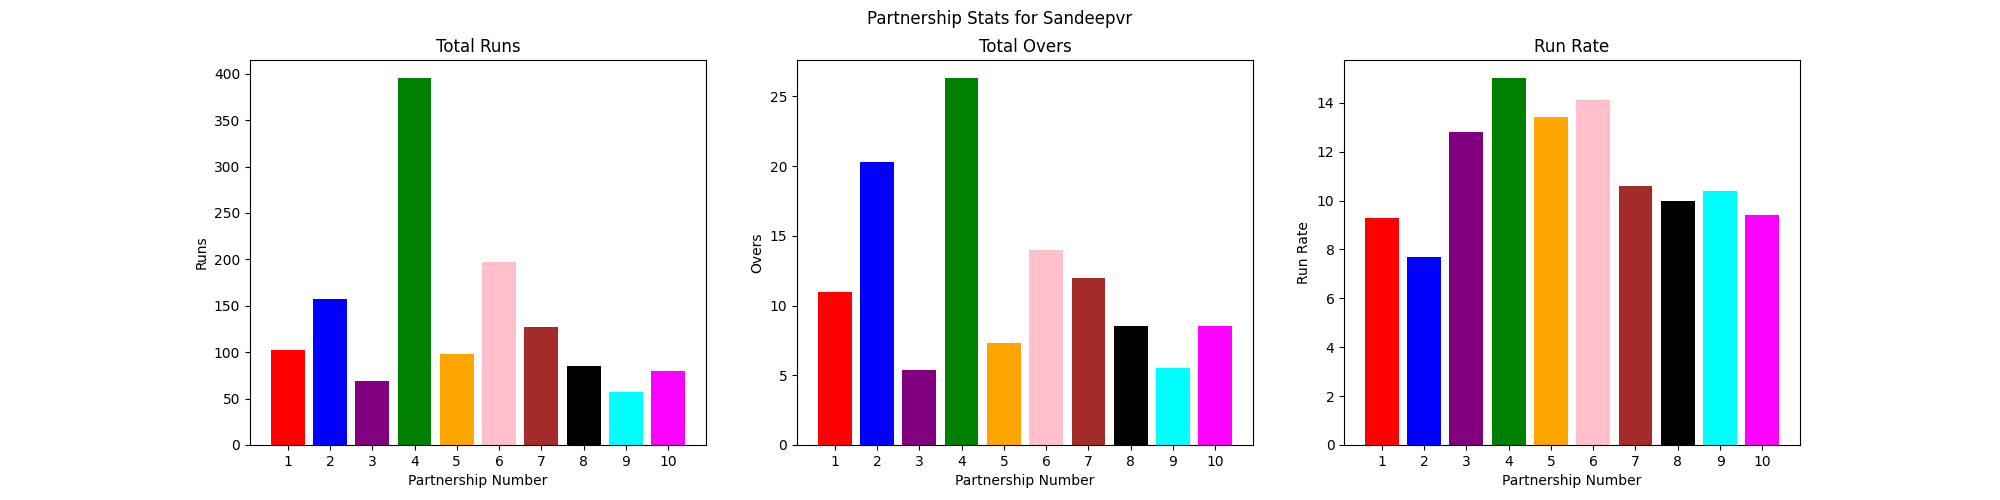 Partnership Stats for Sandeepvr
Total Runs
400
350
300
250
200
150
100
50
0
Runs
1 2 3 4 5 6 7 8 9 10
Partnership Number
Total Overs
25
20
15
10
5
0
Overs
1 2 3 4 5 6 7 8 9 10
Partnership Number
Run Rate
14
12
10
8
6
4
2
0
Run Rate
1 2 3 4 5 6 7 8 9 10
Partnership Number